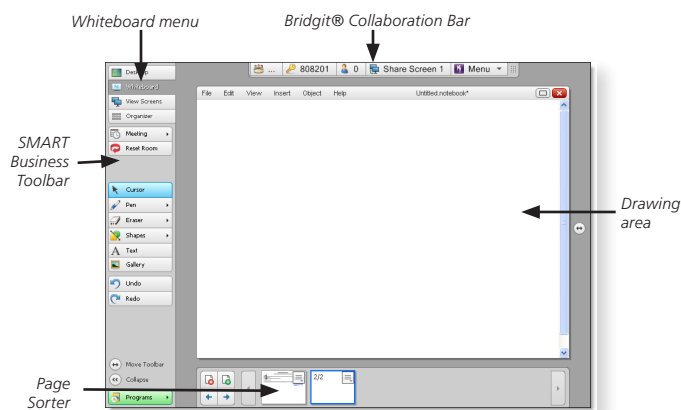 Whiteboard menu
Bridgit® Collaboration Bar
Desktop
Whiteboard
View Screens
Organiser
Meeting
Reset Room
SMART
Business
Toolbar
Cursor
Pen
Eraser
Shapes
Text
Gallery
Undo
Redo
Move Toolbar
Collapse
Programs
Page
Sorter
... 808201 0 Share Screen 1 Menu
File Edit View Insert Object Help Untitled.notebook*
Drawing
area
2/2